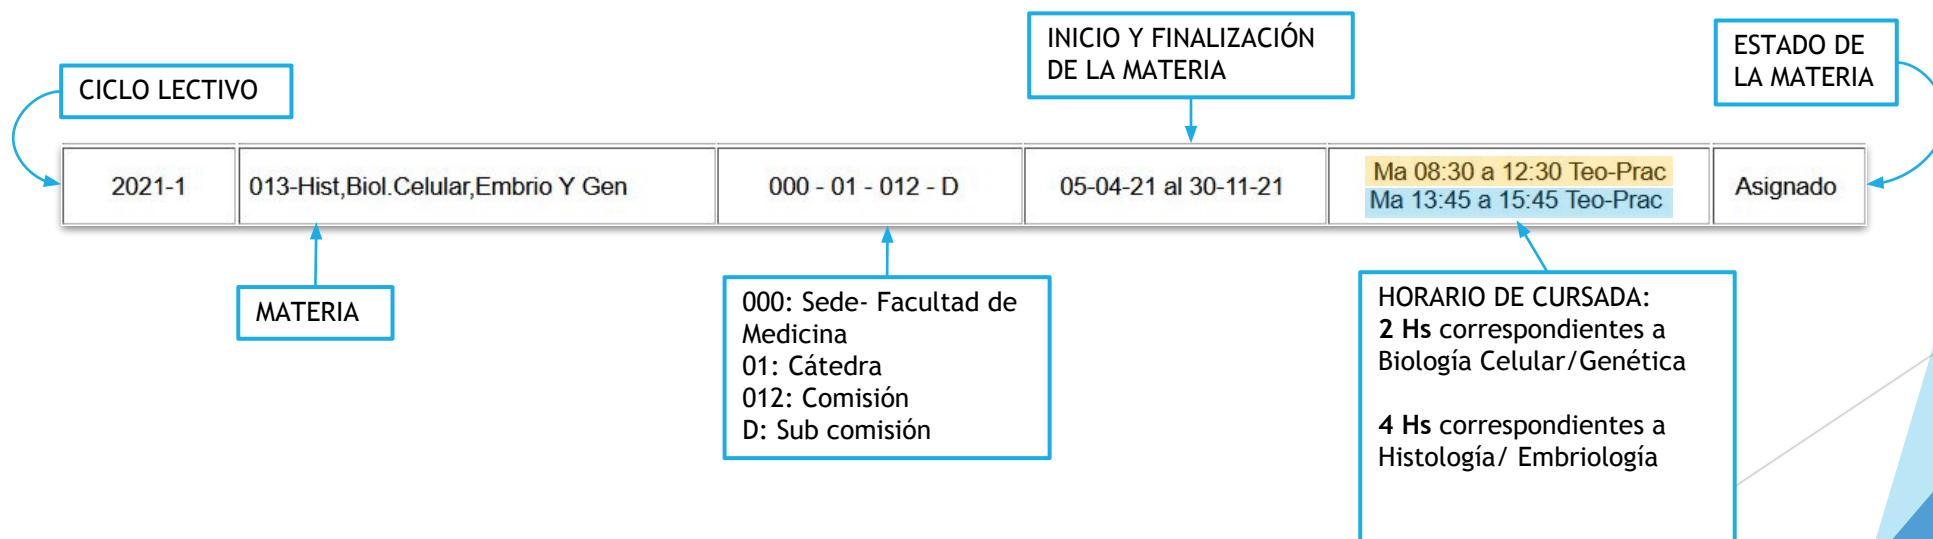 INICIO Y FINALIZACIÓN
DE LA MATERIA
ESTADO DE
LA MATERIA
CICLO LECTIVO
2021-1
013-Hist,Biol.Celular,Embrio Y Gen
000 - 01 - 012 - D
05-04-21 al 30-11-21
Ma 08:30 a 12:30 Teo-Prac
Ma 13:45 a 15:45 Teo-Prac
Asignado
MATERIA
000: Sede- Facultad de
Medicina
01: Cátedra
012: Comisión
D: Sub comisión
HORARIO DE CURSADA:
2 Hs correspondientes a
Biología Celular/Genética
4 Hs correspondientes a
Histología/ Embriología